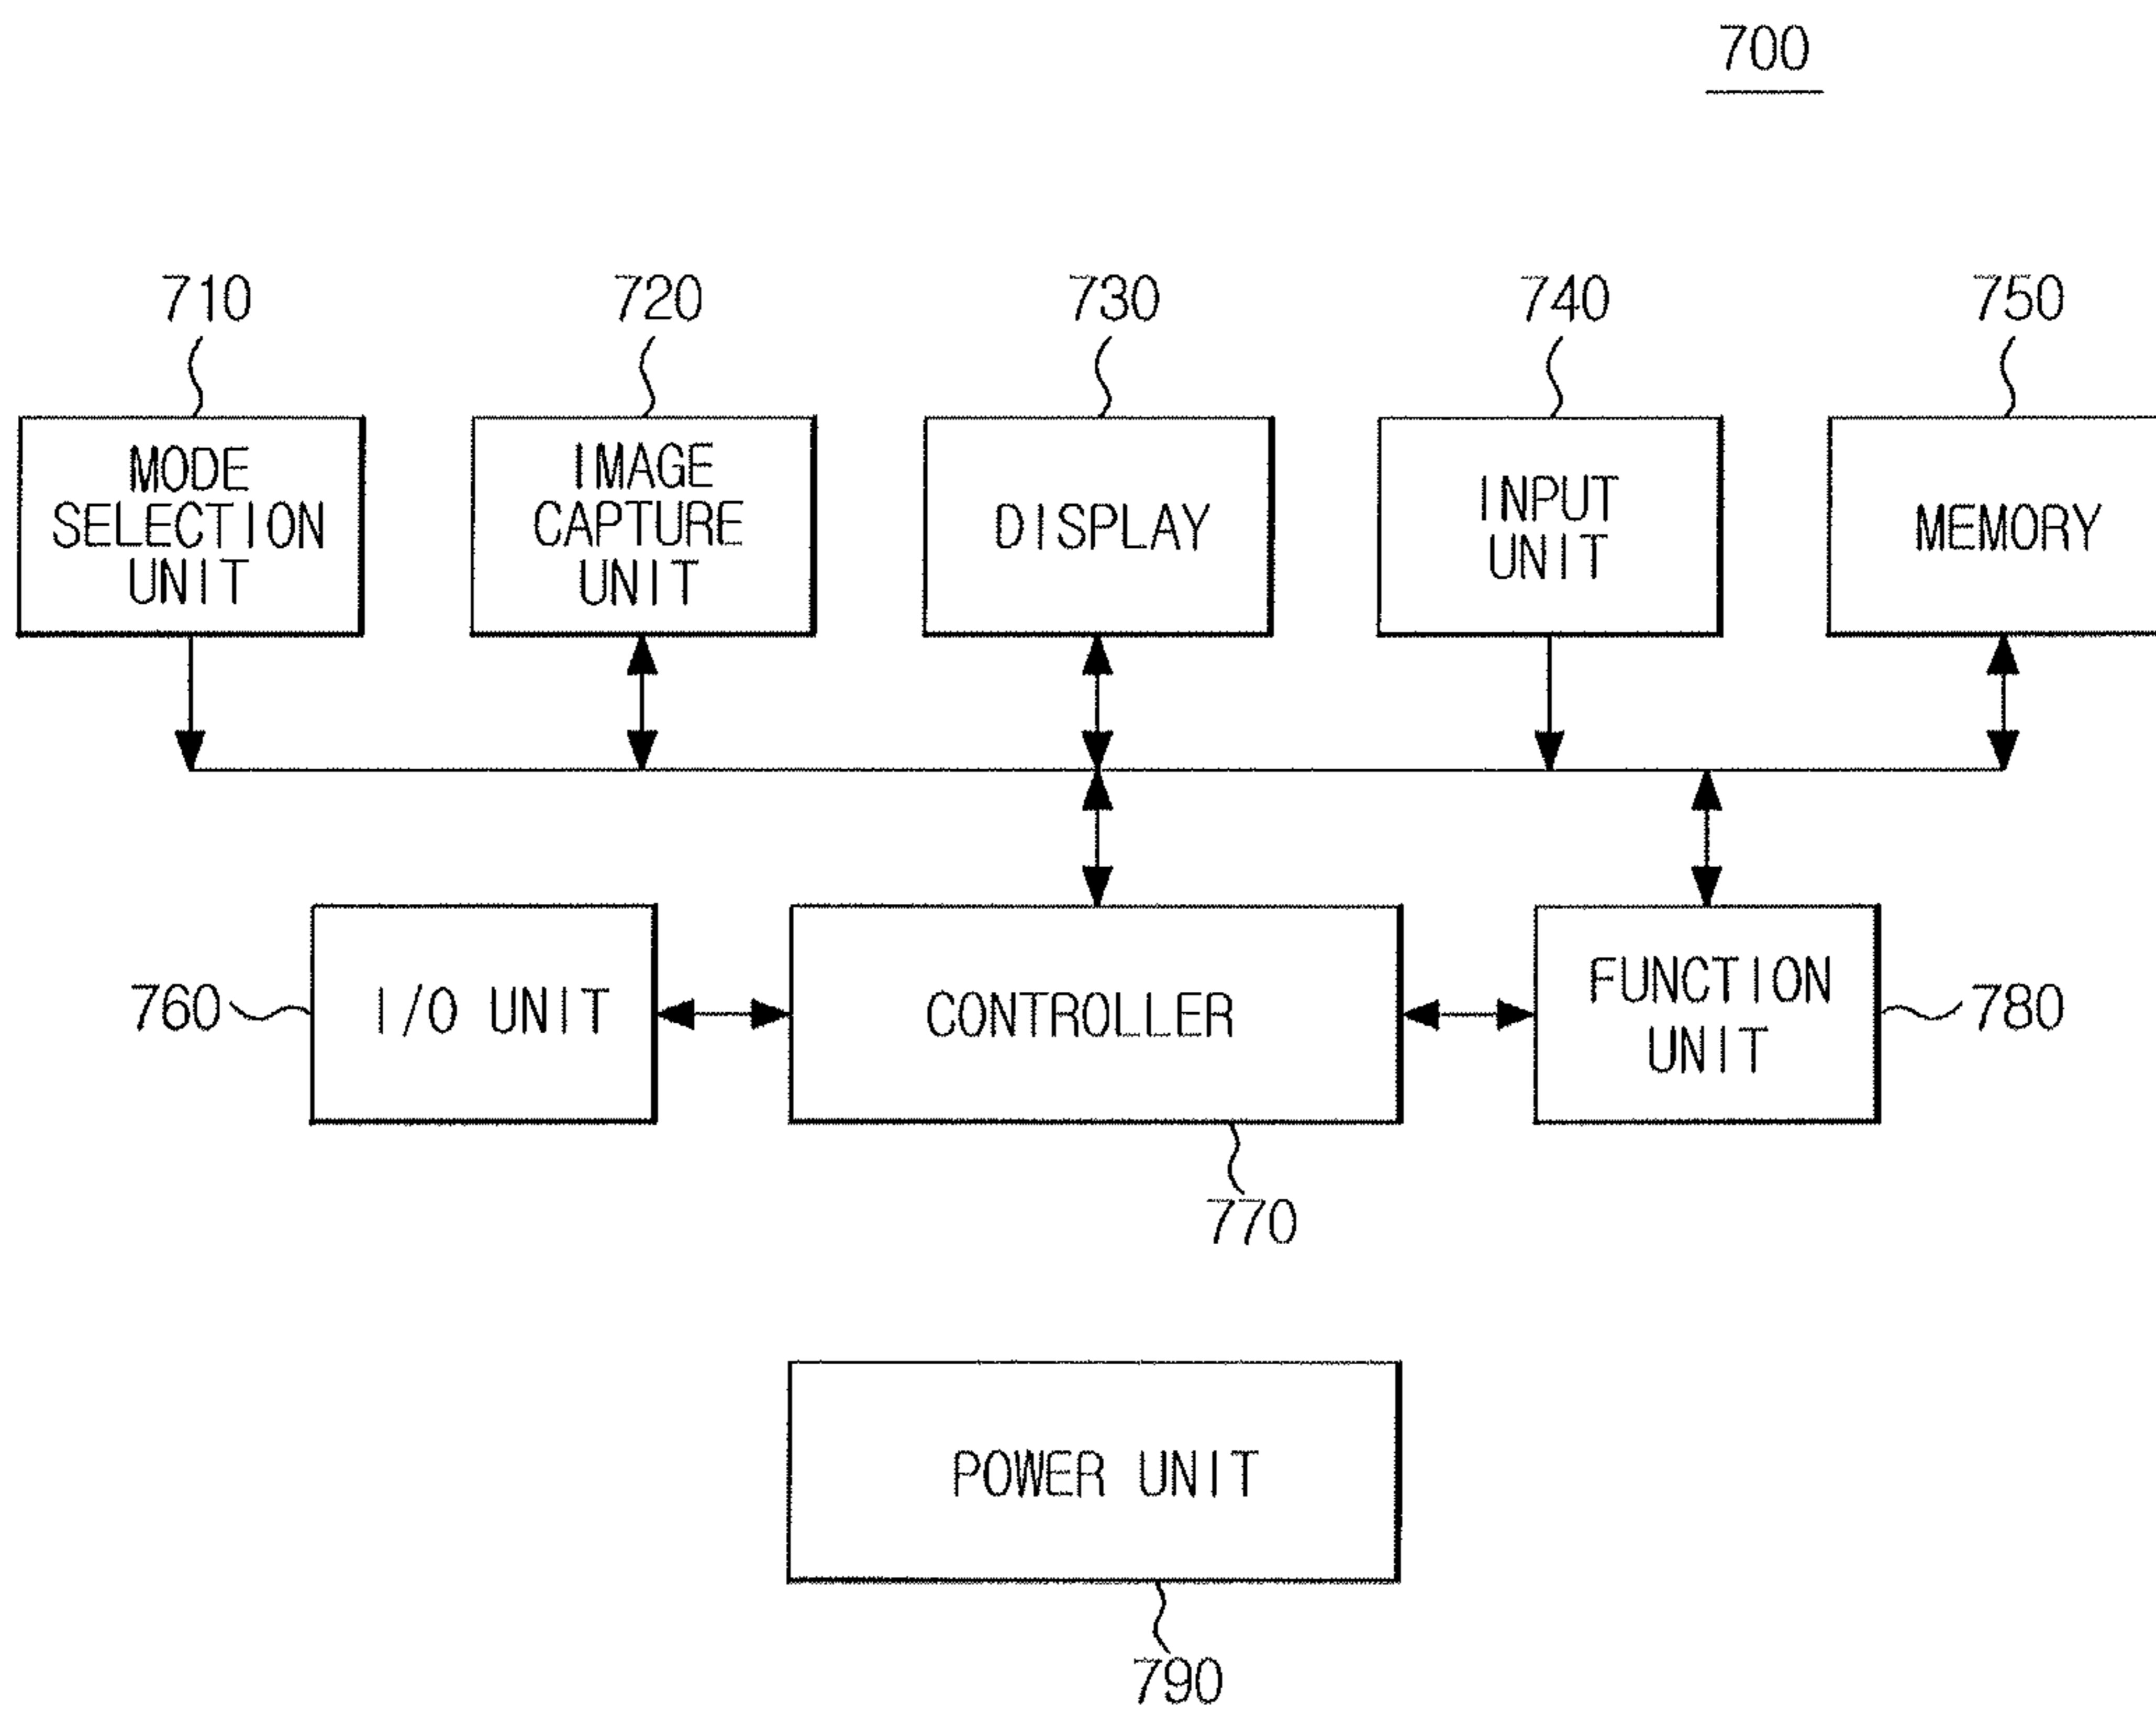 700
710
720
730
740
750
MODE
SELECTION
UNIT
IMAGE
CAPTURE
UNIT
DISPLAY
INPUT
UNIT
MEMORY
760
I/O UNIT
CONTROLLER
FUNCTION
UNIT
780
770
POWER UNIT
790